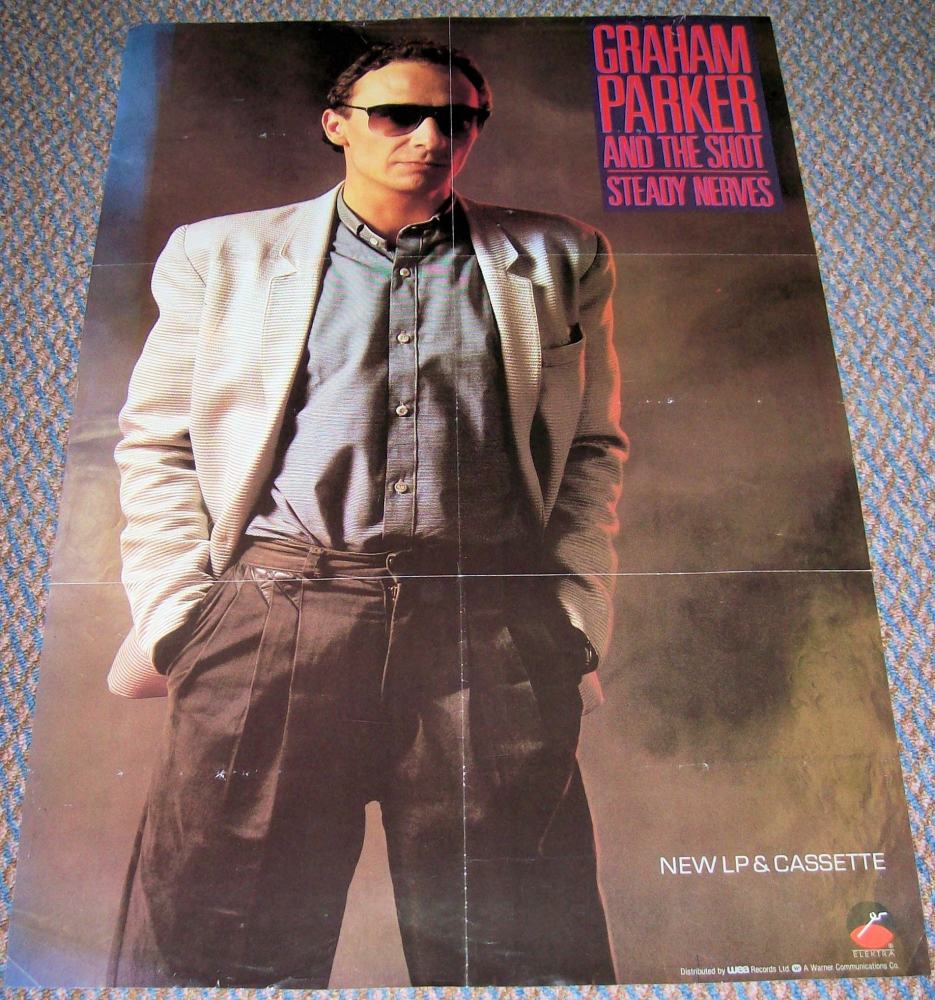 GRAHAM
PARKER
AND THE SHOT
STEADY NERVES
NEW LP & CASSETTE
ELEKTRA
Distributed by wea Records Ltd. A Warner Communications Co.